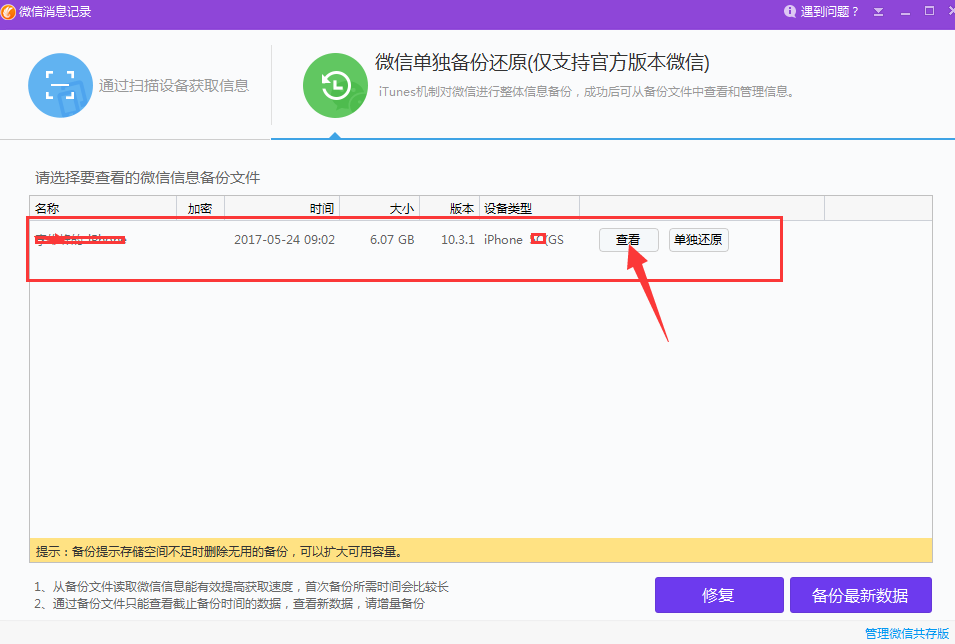 微信消息记录
遇到问题？
通过扫描设备获取信息
微信单独备份还原(仅支持官方版本微信)
iTunes机制对微信进行整体信息备份，成功后可从备份文件中查看和管理信息。
请选择要查看的微信信息备份文件
名称 加密 时间 大小 版本 设备类型
2017-05-24 09:02 6.07 GB 10.3.1 iPhone (GS 查看 单独还原
提示：备份提示存储空间不足时删除无用的备份，可以扩大可用容量。
1、从备份文件读取微信信息能有效提高获取速度，首次备份所需时间会比较长
2、通过备份文件只能查看截止备份时间的数据，查看新数据，请增量备份
修复
备份最新数据
管理微信共存版